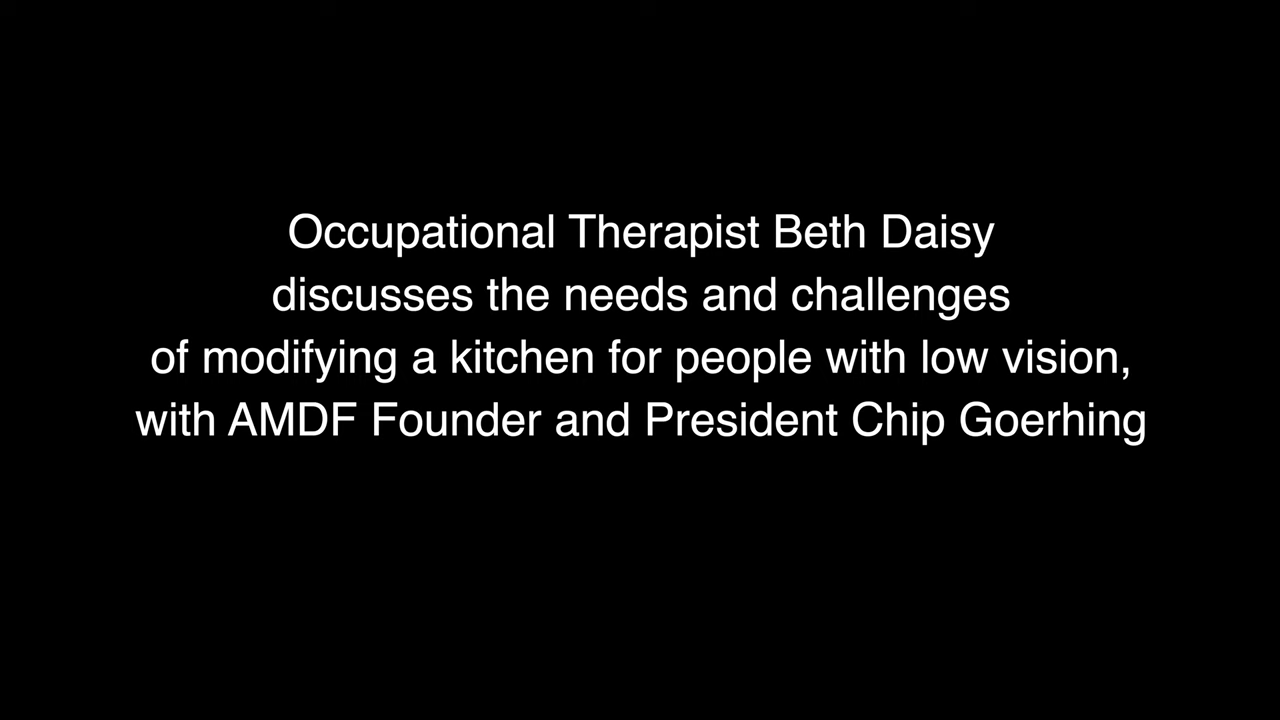 Occupational Therapist Beth Daisy
discusses the needs and challenges
of modifying a kitchen for people with low vision,
with AMDF Founder and President Chip Goerhing